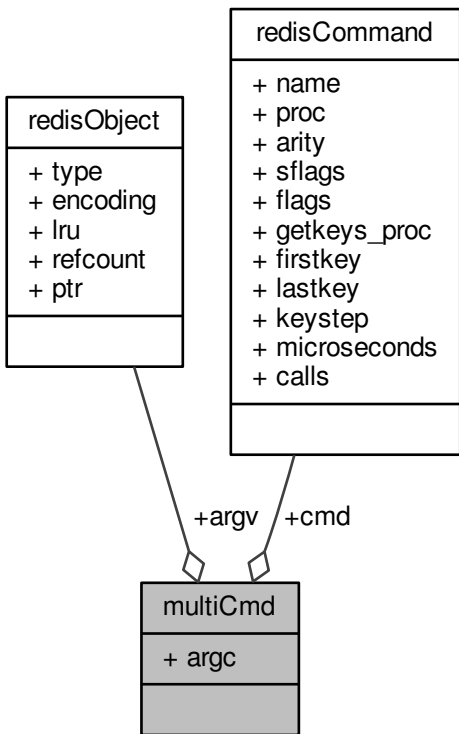 redisCommand
+ name
+ proc
+ arity
+ sflags
+ flags
+ getkeys_proc
+ firstkey
+ lastkey
+ keystep
+ microseconds
+ calls
redisObject
+ type
+ encoding
+ lru
+ refcount
+ ptr
+argv
+cmd
multiCmd
+ argc